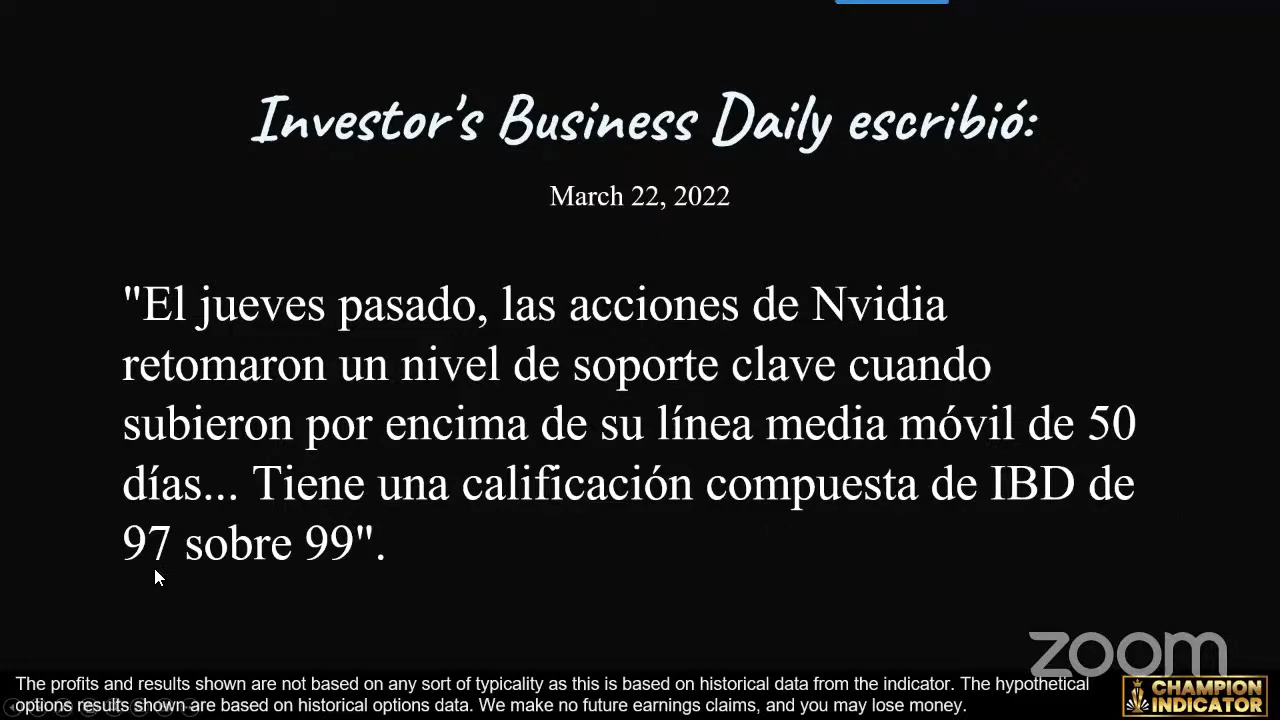 Investor's Business Daily escribió:
March 22, 2022
"El jueves pasado, las acciones de Nvidia
retomaron un nivel de soporte clave cuando
subieron por encima de su línea media móvil de 50
días... Tiene una calificación compuesta de IBD de
97 sobre 99".
zoom
The profits and results shown are not based on any sort of typicality as this is based on historical data from the indicator. The hypothetical
options results shown are based on historical options data. We make no future earnings claims, and you may lose money.
CHAMPION
INDICATOR